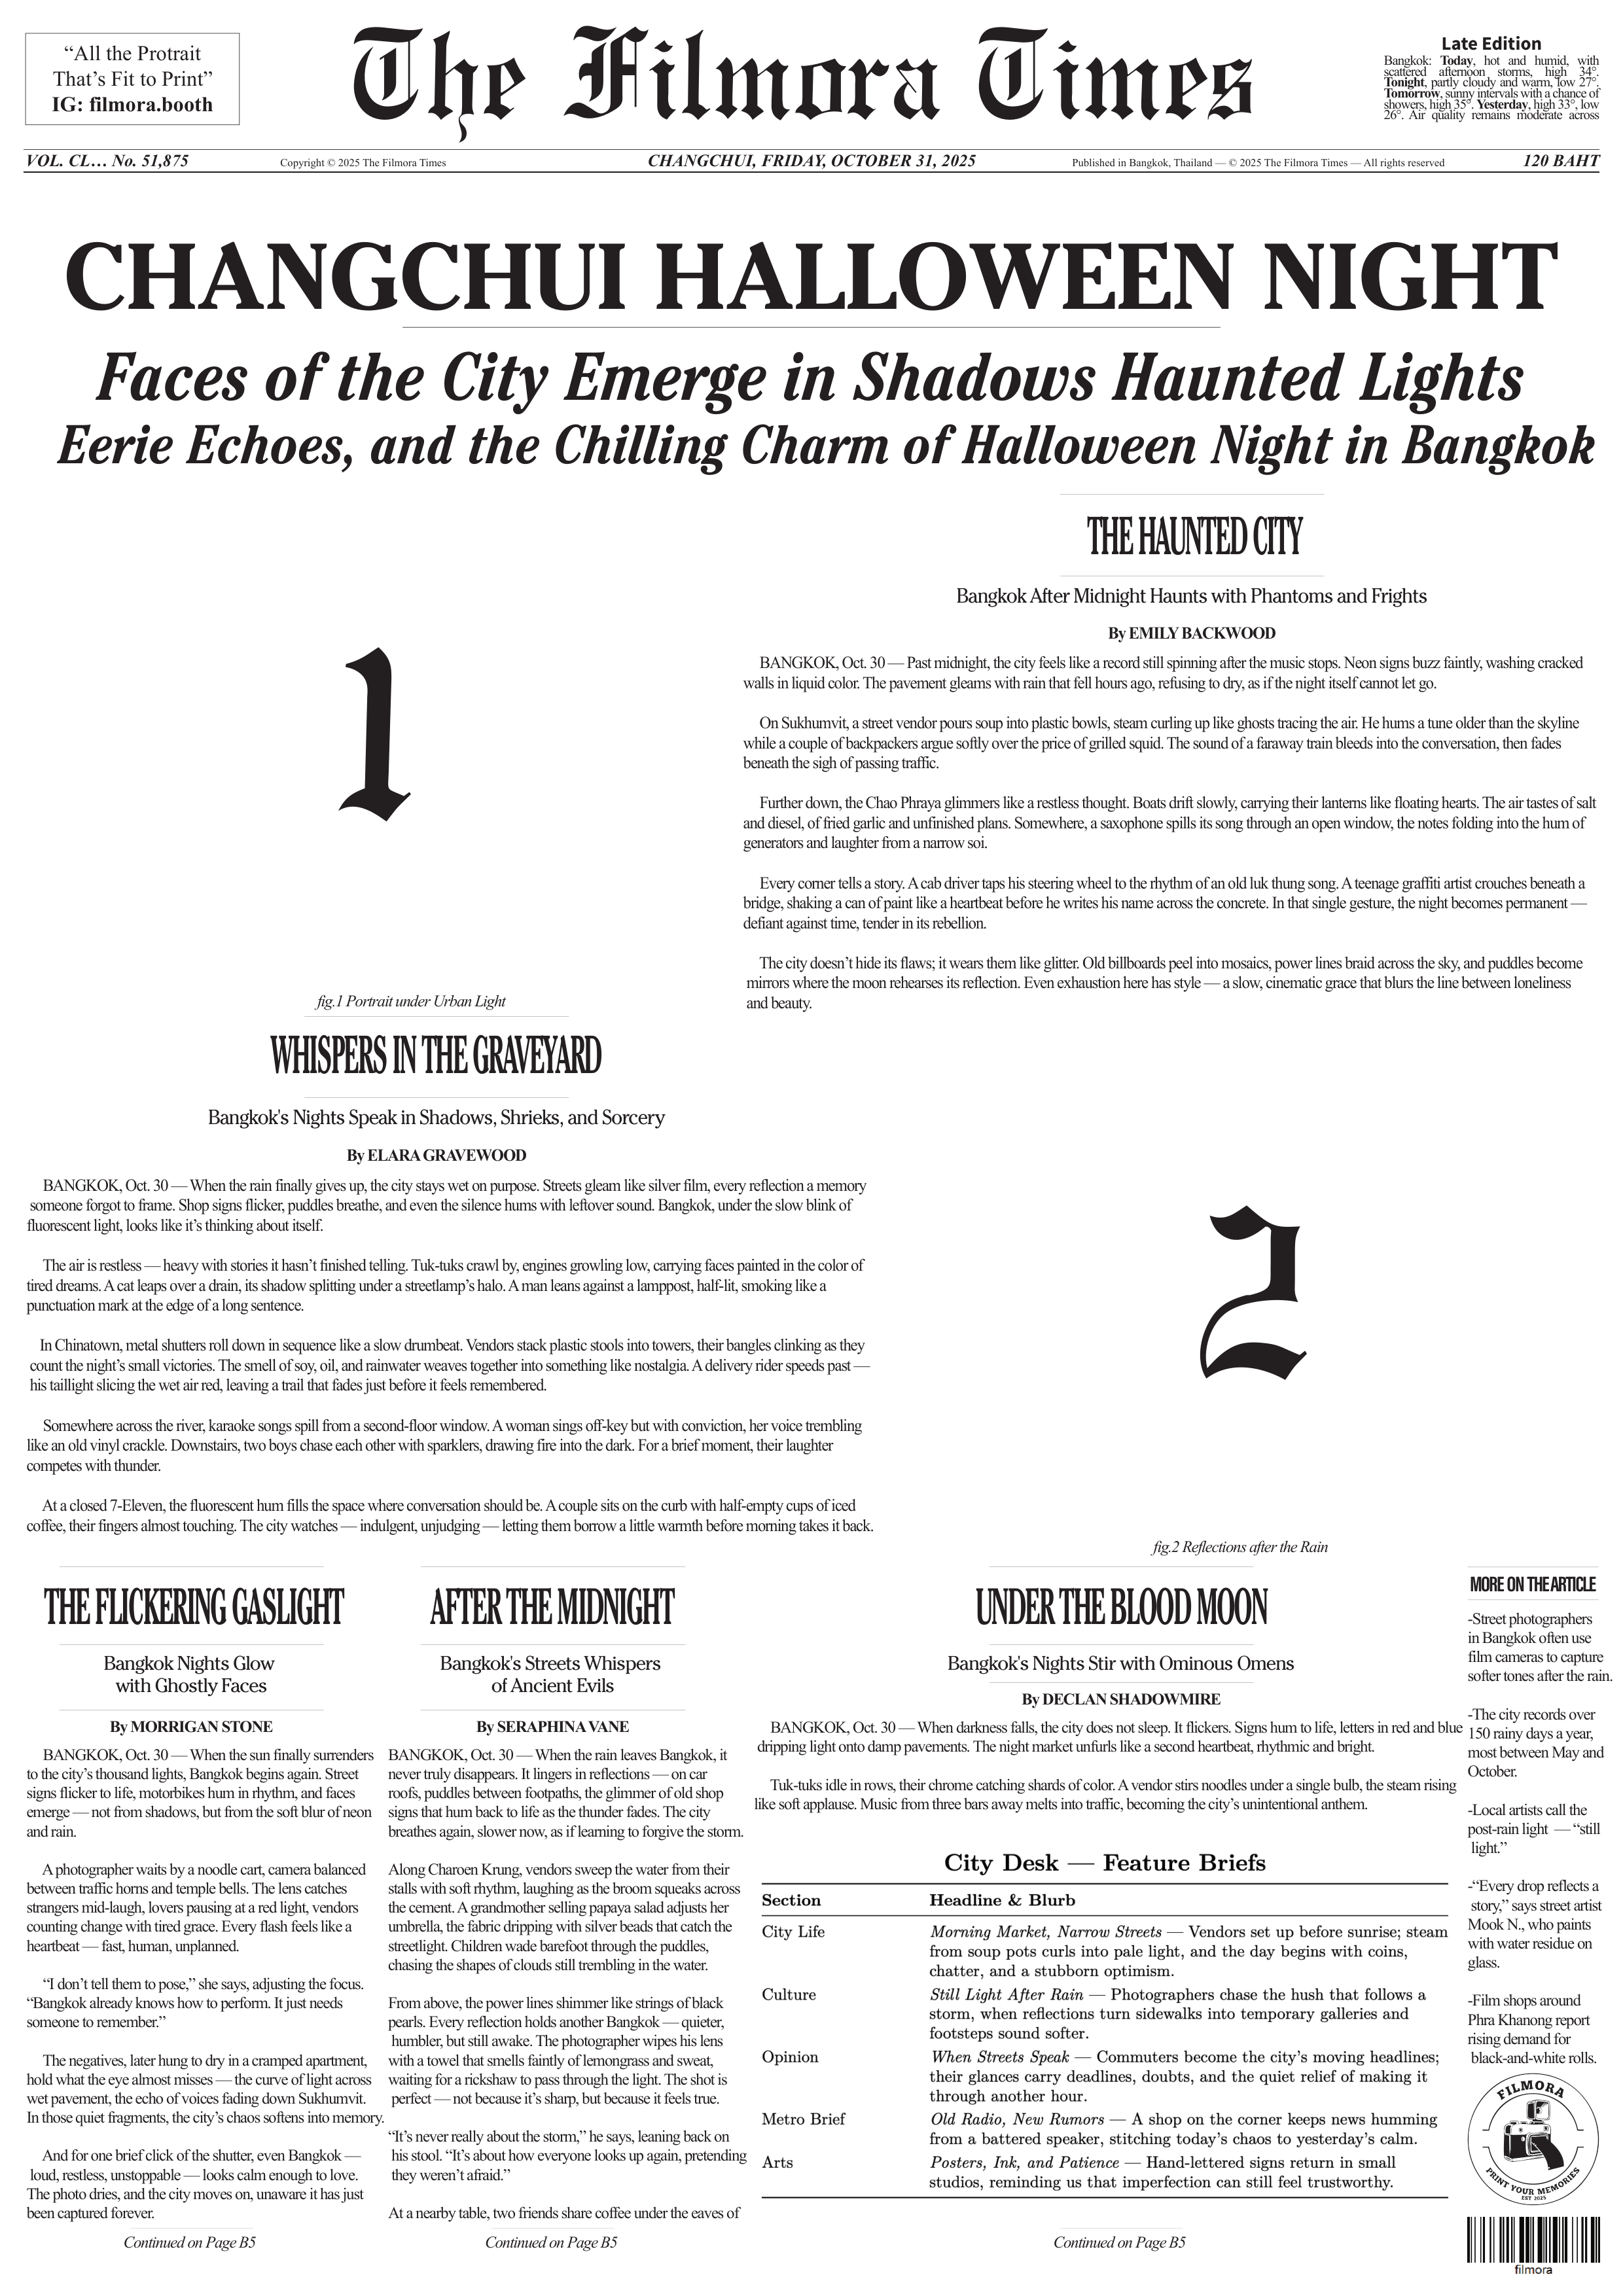 “All the Protrait
That’s Fit to Print”
IG: filmora.booth
The Filmora Times
Late Edition
Bangkok: Today, hot and humid, with
scattered afternoon storms, high 34°.
Tonight, partly cloudy and warm, low 27°.
Tomorrow, sunny intervals with a chance of
showers, high 35°. Yesterday, high 33°, low
26°. Air quality remains moderate across
VOL. CL… No. 51,875
Copyright © 2025 The Filmora Times
CHANGCHUI, FRIDAY, OCTOBER 31, 2025
Published in Bangkok, Thailand — © 2025 The Filmora Times — All rights reserved
120 BAHT
CHANGCHUI HALLOWEEN NIGHT
Faces of the City Emerge in Shadows Haunted Lights
Eerie Echoes, and the Chilling Charm of Halloween Night in Bangkok
1
fig.1 Portrait under Urban Light
THE HAUNTED CITY
Bangkok After Midnight Haunts with Phantoms and Frights
By EMILY BACKWOOD
BANGKOK, Oct. 30 — Past midnight, the city feels like a record still spinning after the music stops. Neon signs buzz faintly, washing cracked
walls in liquid color. The pavement gleams with rain that fell hours ago, refusing to dry, as if the night itself cannot let go.
On Sukhumvit, a street vendor pours soup into plastic bowls, steam curling up like ghosts tracing the air. He hums a tune older than the skyline
while a couple of backpackers argue softly over the price of grilled squid. The sound of a faraway train bleeds into the conversation, then fades
beneath the sigh of passing traffic.
Further down, the Chao Phraya glimmers like a restless thought. Boats drift slowly, carrying their lanterns like floating hearts. The air tastes of salt
and diesel, of fried garlic and unfinished plans. Somewhere, a saxophone spills its song through an open window, the notes folding into the hum of
generators and laughter from a narrow soi.
Every corner tells a story. A cab driver taps his steering wheel to the rhythm of an old luk thung song. A teenage graffiti artist crouches beneath a
bridge, shaking a can of paint like a heartbeat before he writes his name across the concrete. In that single gesture, the night becomes permanent —
defiant against time, tender in its rebellion.
The city doesn’t hide its flaws; it wears them like glitter. Old billboards peel into mosaics, power lines braid across the sky, and puddles become
mirrors where the moon rehearses its reflection. Even exhaustion here has style — a slow, cinematic grace that blurs the line between loneliness
and beauty.
WHISPERS IN THE GRAVEYARD
Bangkok's Nights Speak in Shadows, Shrieks, and Sorcery
By ELARA GRAVEWOOD
BANGKOK, Oct. 30 — When the rain finally gives up, the city stays wet on purpose. Streets gleam like silver film, every reflection a memory
someone forgot to frame. Shop signs flicker, puddles breathe, and even the silence hums with leftover sound. Bangkok, under the slow blink of
fluorescent light, looks like it’s thinking about itself.
The air is restless — heavy with stories it hasn’t finished telling. Tuk-tuks crawl by, engines growling low, carrying faces painted in the color of
tired dreams. A cat leaps over a drain, its shadow splitting under a streetlamp’s halo. A man leans against a lamppost, half-lit, smoking like a
punctuation mark at the edge of a long sentence.
In Chinatown, metal shutters roll down in sequence like a slow drumbeat. Vendors stack plastic stools into towers, their bangles clinking as they
count the night’s small victories. The smell of soy, oil, and rainwater weaves together into something like nostalgia. A delivery rider speeds past —
his taillight slicing the wet air red, leaving a trail that fades just before it feels remembered.
Somewhere across the river, karaoke songs spill from a second-floor window. A woman sings off-key but with conviction, her voice trembling
like an old vinyl crackle. Downstairs, two boys chase each other with sparklers, drawing fire into the dark. For a brief moment, their laughter
competes with thunder.
At a closed 7-Eleven, the fluorescent hum fills the space where conversation should be. A couple sits on the curb with half-empty cups of iced
coffee, their fingers almost touching. The city watches — indulgent, unjudging — letting them borrow a little warmth before morning takes it back.
2
fig.2 Reflections after the Rain
THE FLICKERING GASLIGHT
Bangkok Nights Glow
with Ghostly Faces
By MORRIGAN STONE
BANGKOK, Oct. 30 — When the sun finally surrenders
to the city’s thousand lights, Bangkok begins again. Street
signs flicker to life, motorbikes hum in rhythm, and faces
emerge — not from shadows, but from the soft blur of neon
and rain.
A photographer waits by a noodle cart, camera balanced
between traffic horns and temple bells. The lens catches
strangers mid-laugh, lovers pausing at a red light, vendors
counting change with tired grace. Every flash feels like a
heartbeat — fast, human, unplanned.
“I don’t tell them to pose,” she says, adjusting the focus.
“Bangkok already knows how to perform. It just needs
someone to remember.”
The negatives, later hung to dry in a cramped apartment,
hold what the eye almost misses — the curve of light across
wet pavement, the echo of voices fading down Sukhumvit.
In those quiet fragments, the city’s chaos softens into memory.
And for one brief click of the shutter, even Bangkok —
loud, restless, unstoppable — looks calm enough to love.
The photo dries, and the city moves on, unaware it has just
been captured forever.
Continued on Page B5
AFTER THE MIDNIGHT
Bangkok's Streets Whispers
of Ancient Evils
By SERAPHINA VANE
BANGKOK, Oct. 30 — When the rain leaves Bangkok, it
never truly disappears. It lingers in reflections — on car
roofs, puddles between footpaths, the glimmer of old shop
signs that hum back to life as the thunder fades. The city
breathes again, slower now, as if learning to forgive the storm.
Along Charoen Krung, vendors sweep the water from their
stalls with soft rhythm, laughing as the broom squeaks across
the cement. A grandmother selling papaya salad adjusts her
umbrella, the fabric dripping with silver beads that catch the
streetlight. Children wade barefoot through the puddles,
chasing the shapes of clouds still trembling in the water.
From above, the power lines shimmer like strings of black
pearls. Every reflection holds another Bangkok — quieter,
humbler, but still awake. The photographer wipes his lens
with a towel that smells faintly of lemongrass and sweat,
waiting for a rickshaw to pass through the light. The shot is
perfect — not because it’s sharp, but because it feels true.
“It’s never really about the storm,” he says, leaning back on
his stool. “It’s about how everyone looks up again, pretending
they weren’t afraid.”
At a nearby table, two friends share coffee under the eaves of
Continued on Page B5
UNDER THE BLOOD MOON
Bangkok's Nights Stir with Ominous Omens
By DECLAN SHADOWMIRE
BANGKOK, Oct. 30 — When darkness falls, the city does not sleep. It flickers. Signs hum to life, letters in red and blue
dripping light onto damp pavements. The night market unfurls like a second heartbeat, rhythmic and bright.
Tuk-tuks idle in rows, their chrome catching shards of color. A vendor stirs noodles under a single bulb, the steam rising
like soft applause. Music from three bars away melts into traffic, becoming the city’s unintentional anthem.
City Desk — Feature Briefs
Section Headline & Blurb
City Life Morning Market, Narrow Streets — Vendors set up before sunrise; steam
from soup pots curls into pale light, and the day begins with coins,
chatter, and a stubborn optimism.
Culture Still Light After Rain — Photographers chase the hush that follows a
storm, when reflections turn sidewalks into temporary galleries and
footsteps sound softer.
Opinion When Streets Speak — Commuters become the city’s moving headlines;
their glances carry deadlines, doubts, and the quiet relief of making it
through another hour.
Metro Brief Old Radio, New Rumors — A shop on the corner keeps news humming
from a battered speaker, stitching today’s chaos to yesterday’s calm.
Arts Posters, Ink, and Patience — Hand-lettered signs return in small
studios, reminding us that imperfection can still feel trustworthy.
Continued on Page B5
MORE ON THE ARTICLE
-Street photographers
in Bangkok often use
film cameras to capture
softer tones after the rain.
-The city records over
150 rainy days a year,
most between May and
October.
-Local artists call the
post-rain light — “still
light.”
-“Every drop reflects a
story,” says street artist
Mook N., who paints
with water residue on
glass.
-Film shops around
Phra Khanong report
rising demand for
black-and-white rolls.
FILMORA
PRINT YOUR MEMORIES
EST 2025
filmora